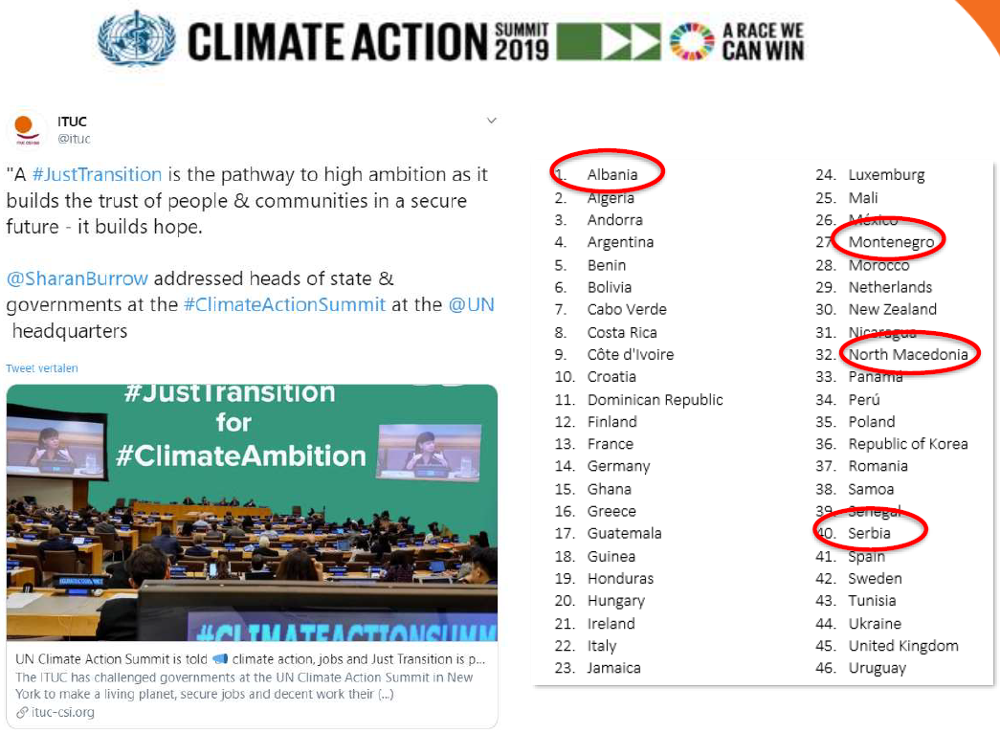 CLIMATE ACTION SUMMIT 2019 A RACE WE CAN WIN
ITUC
@ituc
"A #JustTransition is the pathway to high ambition as it
builds the trust of people & communities in a secure
future - it builds hope.
@SharanBurrow addressed heads of state &
governments at the #ClimateActionSummit at the @UN
headquarters
Tweet vertalen
#JustTransition
for
#ClimateAmbition
#CLIMATEACTIONSUMM
UN Climate Action Summit is told 📣 climate action, jobs and Just Transition is p...
The ITUC has challenged governments at the UN Climate Action Summit in New
York to make a living planet, secure jobs and decent work their (...)
ituc-csi.org
1. Albania
2. Algeria
3. Andorra
4. Argentina
5. Benin
6. Bolivia
7. Cabo Verde
8. Costa Rica
9. Côte d'Ivoire
10. Croatia
11. Dominican Republic
12. Finland
13. France
14. Germany
15. Ghana
16. Greece
17. Guatemala
18. Guinea
19. Honduras
20. Hungary
21. Ireland
22. Italy
23. Jamaica
24. Luxemburg
25. Mali
26. México
27. Montenegro
28. Morocco
29. Netherlands
30. New Zealand
31. Nicaragua
32. North Macedonia
33. Panamá
34. Perú
35. Poland
36. Republic of Korea
37. Romania
38. Samoa
39. Senegal
40. Serbia
41. Spain
42. Sweden
43. Tunisia
44. Ukraine
45. United Kingdom
46. Uruguay